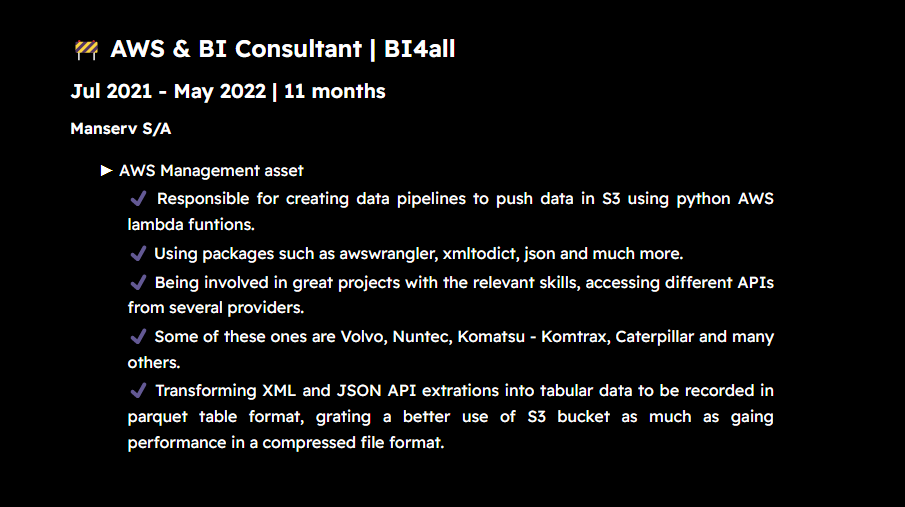 🚧 AWS & BI Consultant | BI4all
Jul 2021 - May 2022 | 11 months
Manserv S/A
► AWS Management asset
✔ Responsible for creating data pipelines to push data in S3 using python AWS
lambda funtions.
✔ Using packages such as awswrangler, xmltodict, json and much more.
✔ Being involved in great projects with the relevant skills, accessing different APIs
from several providers.
✔ Some of these ones are Volvo, Nuntec, Komatsu - Komtrax, Caterpillar and many
others.
✔ Transforming XML and JSON API extrations into tabular data to be recorded in
parquet table format, grating a better use of S3 bucket as much as gaing
performance in a compressed file format.